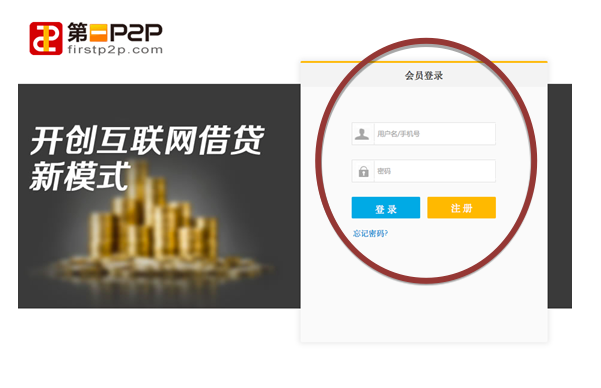 第一P2P
firstp2p.com
开创互联网借贷
新模式
会员登录
用户名/手机号
密码
登录
注册
忘记密码?